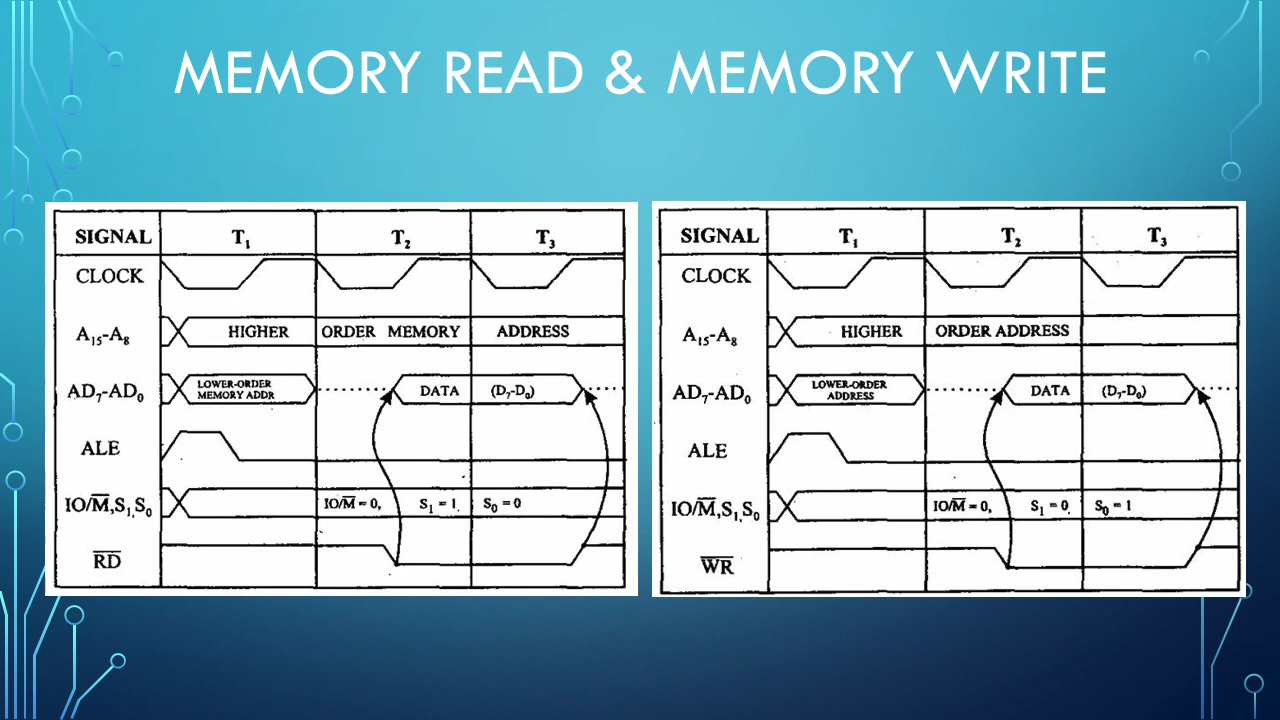 MEMORY READ & MEMORY WRITE
SIGNAL T₁ T₂ T₃
CLOCK
A₁₅-A₈ HIGHER ORDER MEMORY ADDRESS
AD₇-AD₀ LOWER-ORDER MEMORY ADDR DATA (D₇-D₀)
ALE
IO/M̅,S₁,S₀ IO/M̅ = 0, S₁ = 1, S₀ = 0
R̅D̅
SIGNAL T₁ T₂ T₃
CLOCK
A₁₅-A₈ HIGHER ORDER ADDRESS
AD₇-AD₀ LOWER-ORDER ADDRESS DATA (D₇-D₀)
ALE
IO/M̅,S₁,S₀ IO/M̅ = 0, S₁ = 0, S₀ = 1
W̅R̅